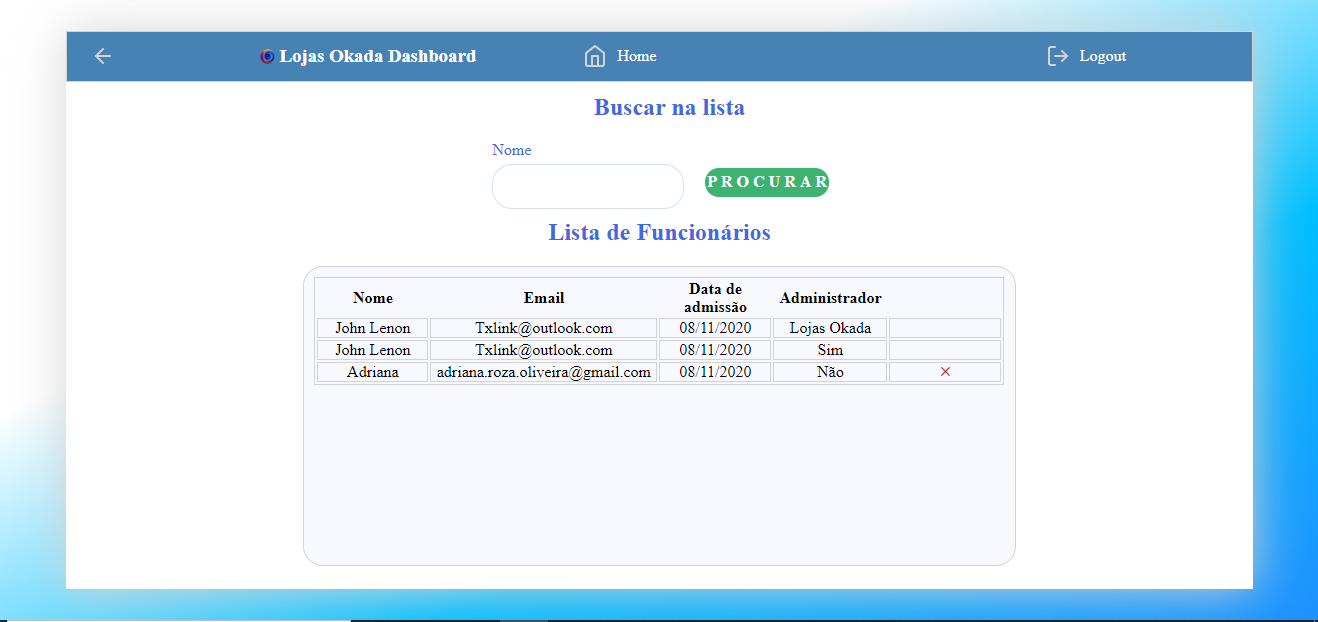 Lojas Okada Dashboard Home Logout
Buscar na lista
Nome
PROCURAR
Lista de Funcionários
Nome Email Data de admissão Administrador
John Lenon Txlink@outlook.com 08/11/2020 Lojas Okada
John Lenon Txlink@outlook.com 08/11/2020 Sim
Adriana adriana.roza.oliveira@gmail.com 08/11/2020 Não